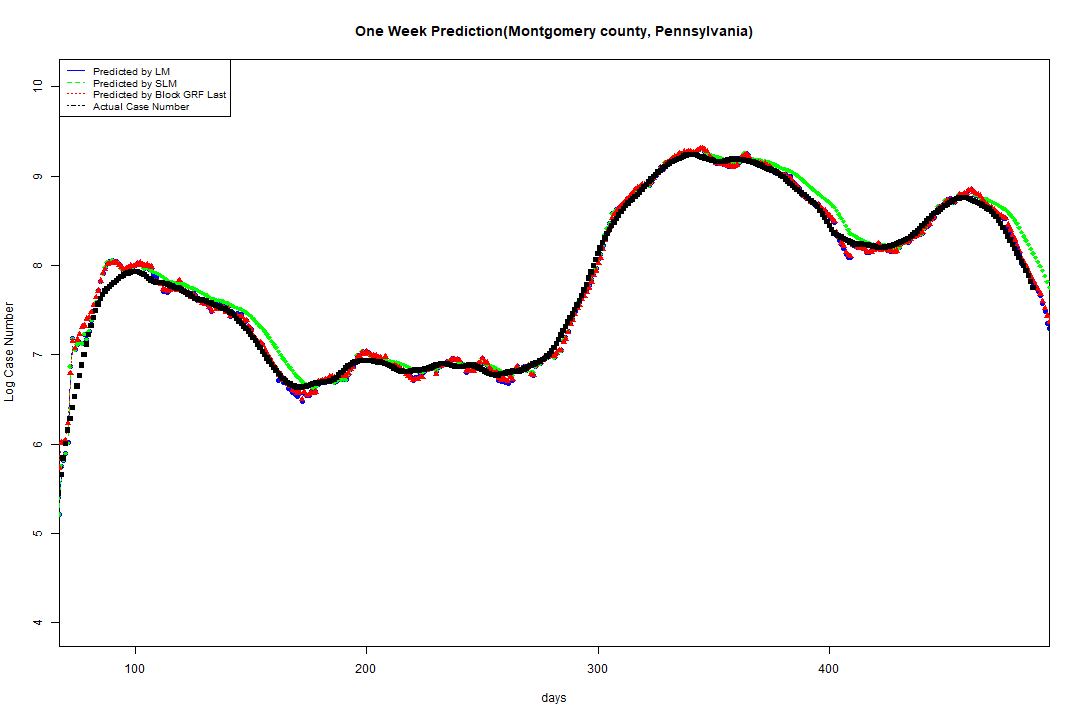 One Week Prediction(Montgomery county, Pennsylvania)
Predicted by LM
Predicted by SLM
Predicted by Block GRF Last
Actual Case Number
10
9
8
7
6
5
4
Log Case Number
100 200 300 400
days